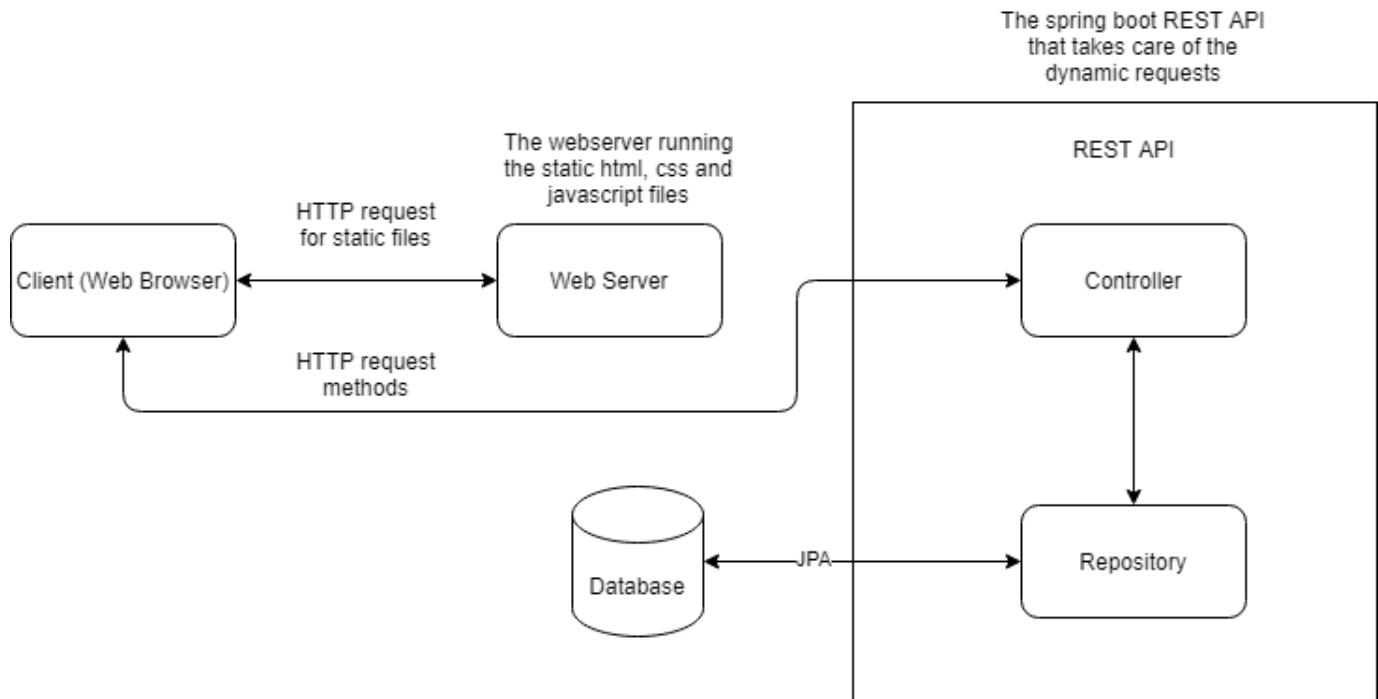 The spring boot REST API
that takes care of the
dynamic requests
The webserver running
the static html, css and
javascript files
REST API
HTTP request
for static files
Client (Web Browser)
Web Server
Controller
HTTP request
methods
Database
JPA
Repository